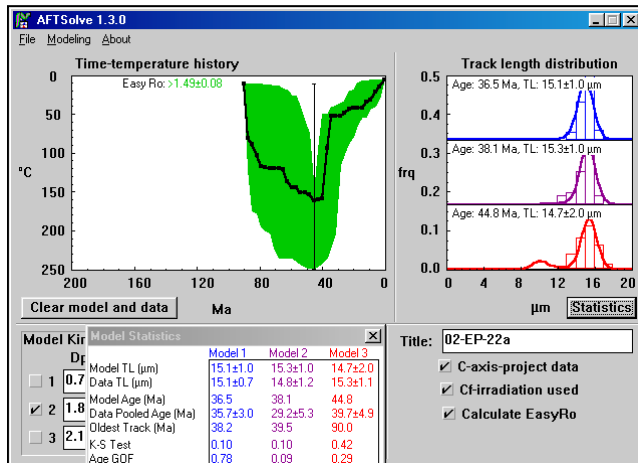 AFTSolve 1.3.0
File Modeling About
Time-temperature history
Easy Ro: >1.49±0.08
0
50
100
150
200
250
°C
200 160 120 80 40 0
Ma
Clear model and data
Track length distribution
0.5
0.4
0.3
0.2
0.1
0.0
frq
Age: 36.5 Ma, TL: 15.1±1.0 µm
Age: 38.1 Ma, TL: 15.3±1.0 µm
Age: 44.8 Ma, TL: 14.7±2.0 µm
0 4 8 12 16 20
µm
Statistics
Model Kin
Dp
1 0.7
2 1.8
3 2.1
Model Statistics
Model 1 Model 2 Model 3
Model TL (µm) 15.1±1.0 15.3±1.0 14.7±2.0
Data TL (µm) 15.1±0.7 14.8±1.2 15.3±1.1
Model Age (Ma) 36.5 38.1 44.8
Data Pooled Age (Ma) 35.7±3.0 29.2±5.3 39.7±4.9
Oldest Track (Ma) 38.2 39.5 90.0
K-S Test 0.10 0.10 0.42
Age GOF 0.78 0.09 0.29
Title: 02-EP-22a
C-axis-project data
Cf-irradiation used
Calculate EasyRo